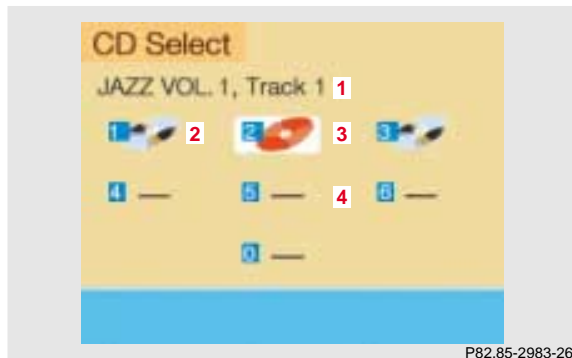 CD Select
JAZZ VOL. 1, Track 1 1
1 2 2 3 3
4 — 5 — 4 6 —
0 —
P82.85-2983-26